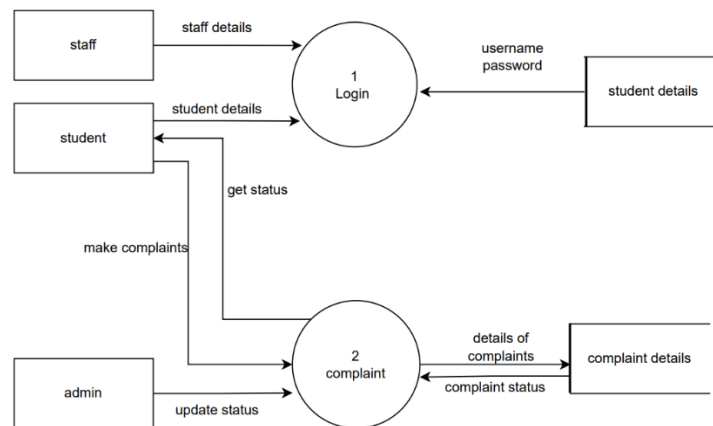 staff
staff details
1
Login
username
password
student details
student
student details
get status
make complaints
admin
update status
2
complaint
details of
complaints
complaint status
complaint details